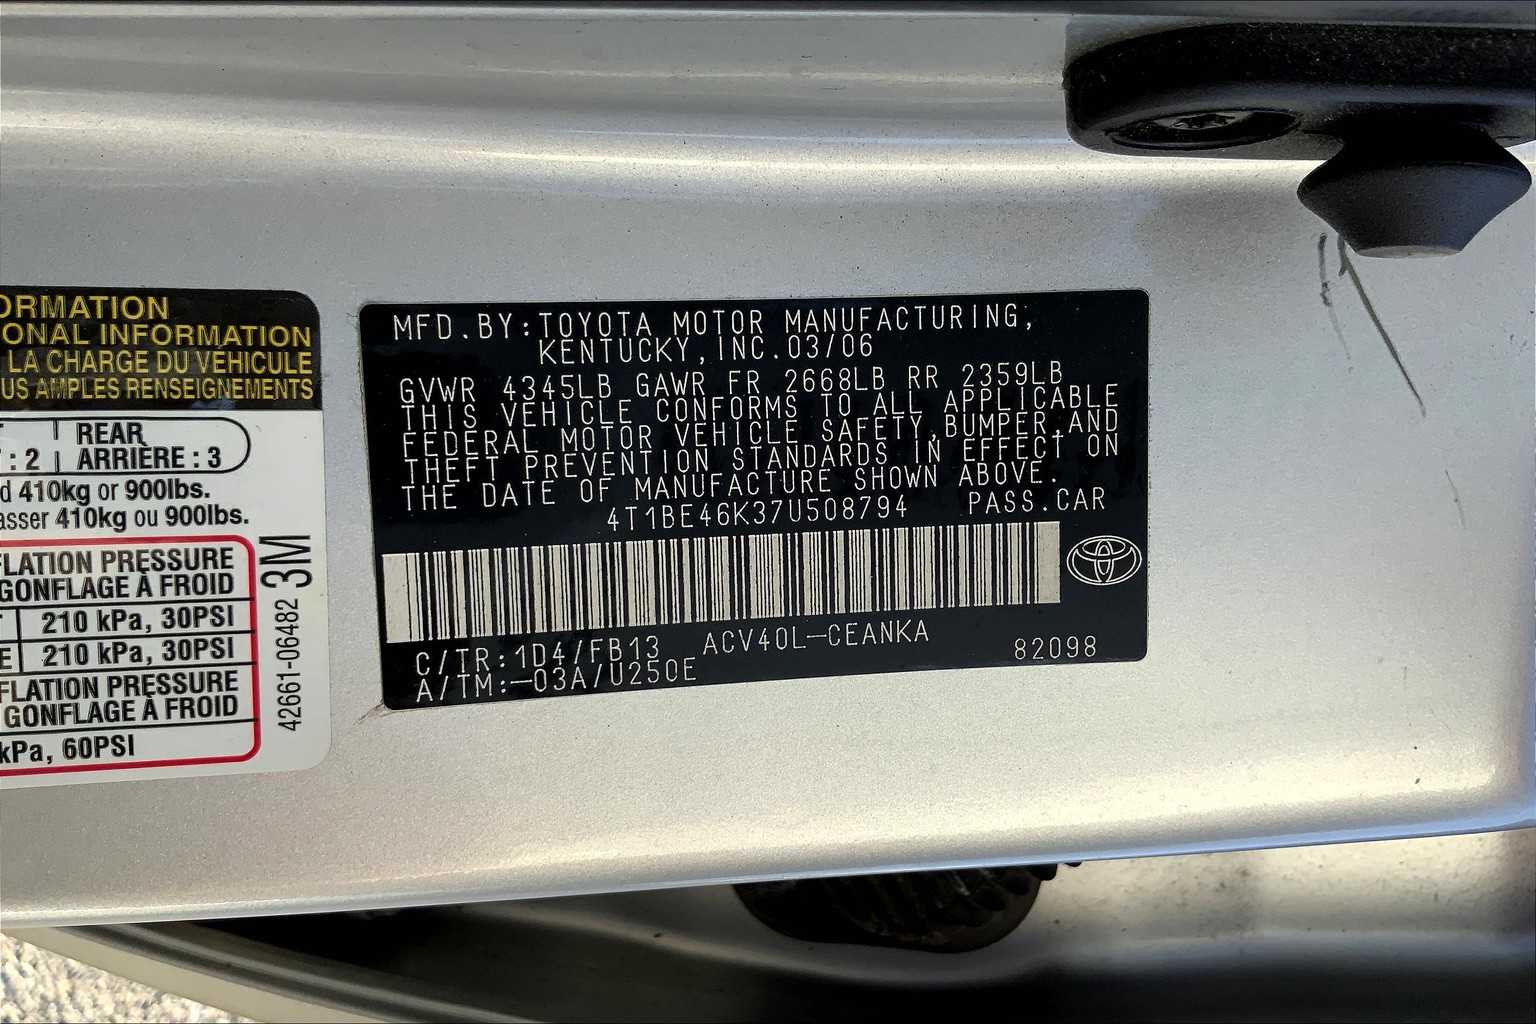 ORMATION
ONAL INFORMATION
LA CHARGE DU VÉHICULE
US AMPLES RENSEIGNEMENTS
REAR
: 2 ARRIÈRE : 3
d 410kg or 900lbs.
asser 410kg ou 900lbs.
FLATION PRESSURE
GONFLAGE À FROID
210 kPa, 30PSI
E 210 kPa, 30PSI
FLATION PRESSURE
GONFLAGE À FROID
kPa, 60PSI
3M
42661-06482
MFD.BY:TOYOTA MOTOR MANUFACTURING,
KENTUCKY,INC.03/06
GVWR 4345LB GAWR FR 2668LB RR 2359LB
THIS VEHICLE CONFORMS TO ALL APPLICABLE
FEDERAL MOTOR VEHICLE SAFETY,BUMPER,AND
THEFT PREVENTION STANDARDS IN EFFECT ON
THE DATE OF MANUFACTURE SHOWN ABOVE.
4T1BE46K37U508794 PASS.CAR
C/TR:1D4/FB13 ACV40L-CEANKA
A/TM:-03A/U250E 82098